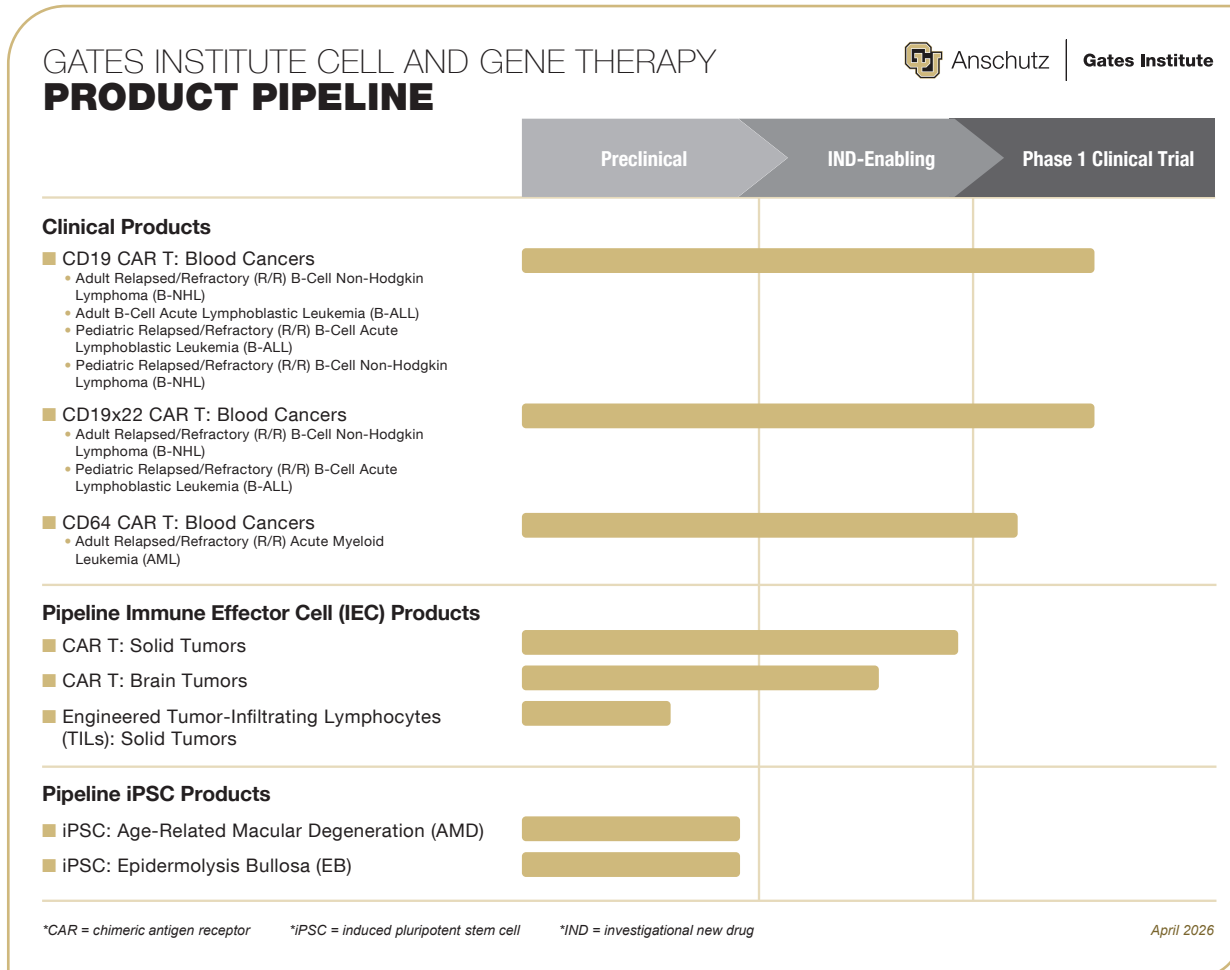 GATES INSTITUTE CELL AND GENE THERAPY
PRODUCT PIPELINE
CU Anschutz | Gates Institute
Preclinical
IND-Enabling
Phase 1 Clinical Trial
Clinical Products
CD19 CAR T: Blood Cancers
• Adult Relapsed/Refractory (R/R) B-Cell Non-Hodgkin
Lymphoma (B-NHL)
• Adult B-Cell Acute Lymphoblastic Leukemia (B-ALL)
• Pediatric Relapsed/Refractory (R/R) B-Cell Acute
Lymphoblastic Leukemia (B-ALL)
• Pediatric Relapsed/Refractory (R/R) B-Cell Non-Hodgkin
Lymphoma (B-NHL)
CD19x22 CAR T: Blood Cancers
• Adult Relapsed/Refractory (R/R) B-Cell Non-Hodgkin
Lymphoma (B-NHL)
• Pediatric Relapsed/Refractory (R/R) B-Cell Acute
Lymphoblastic Leukemia (B-ALL)
CD64 CAR T: Blood Cancers
• Adult Relapsed/Refractory (R/R) Acute Myeloid
Leukemia (AML)
Pipeline Immune Effector Cell (IEC) Products
CAR T: Solid Tumors
CAR T: Brain Tumors
Engineered Tumor-Infiltrating Lymphocytes
(TILs): Solid Tumors
Pipeline iPSC Products
iPSC: Age-Related Macular Degeneration (AMD)
iPSC: Epidermolysis Bullosa (EB)
*CAR = chimeric antigen receptor
*iPSC = induced pluripotent stem cell
*IND = investigational new drug
April 2026